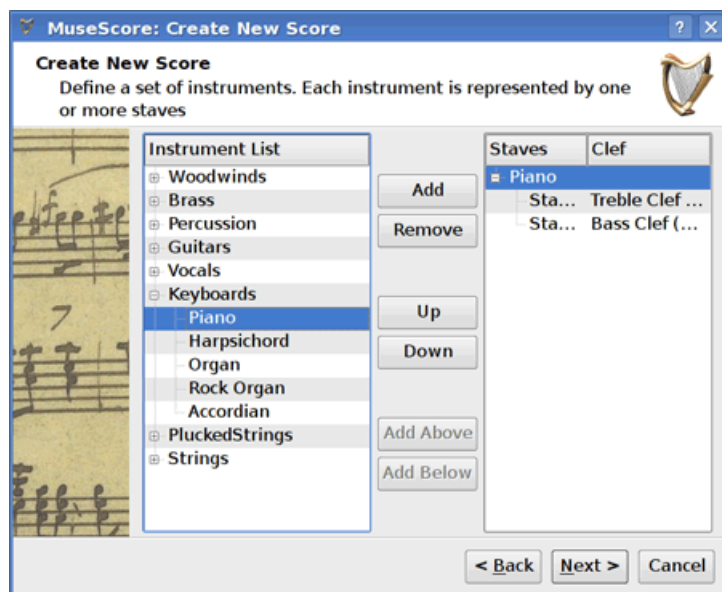 MuseScore: Create New Score
Create New Score
Define a set of instruments. Each instrument is represented by one
or more staves
Instrument List
Woodwinds
Brass
Percussion
Guitars
Vocals
Keyboards
Piano
Harpsichord
Organ
Rock Organ
Accordian
PluckedStrings
Strings
Add
Remove
Up
Down
Add Above
Add Below
Staves Clef
Piano
Sta... Treble Clef ...
Sta... Bass Clef (...
< Back Next > Cancel